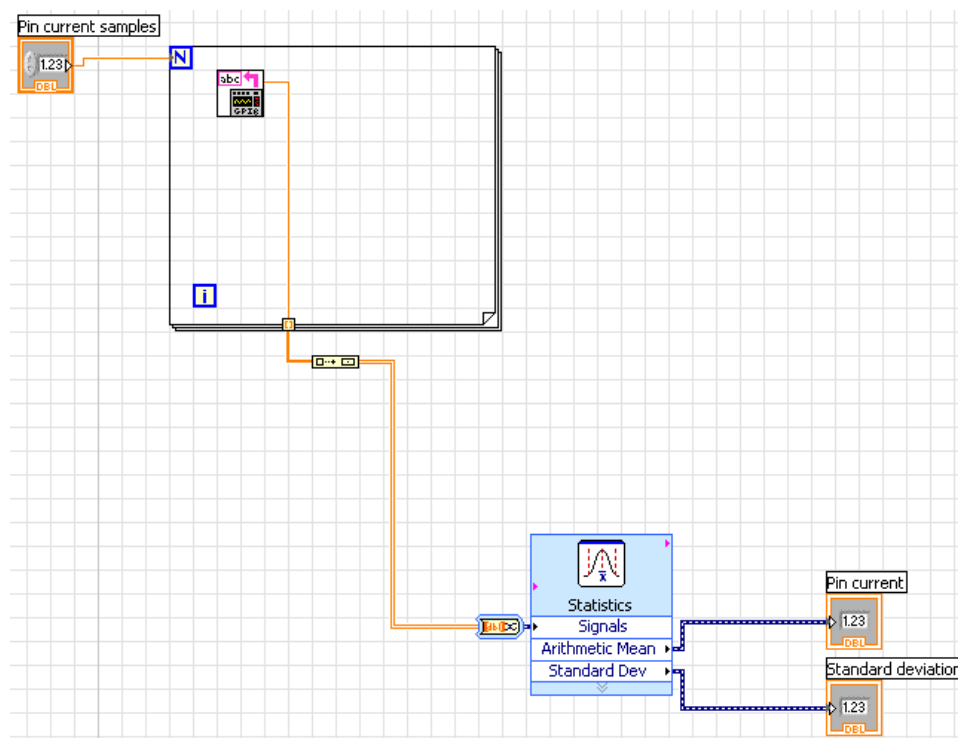 Pin current samples
1.23
DBL
N
abc
GPIB
i
Statistics
Signals
Arithmetic Mean
Standard Dev
Pin current
1.23
DBL
Standard deviation
1.23
DBL